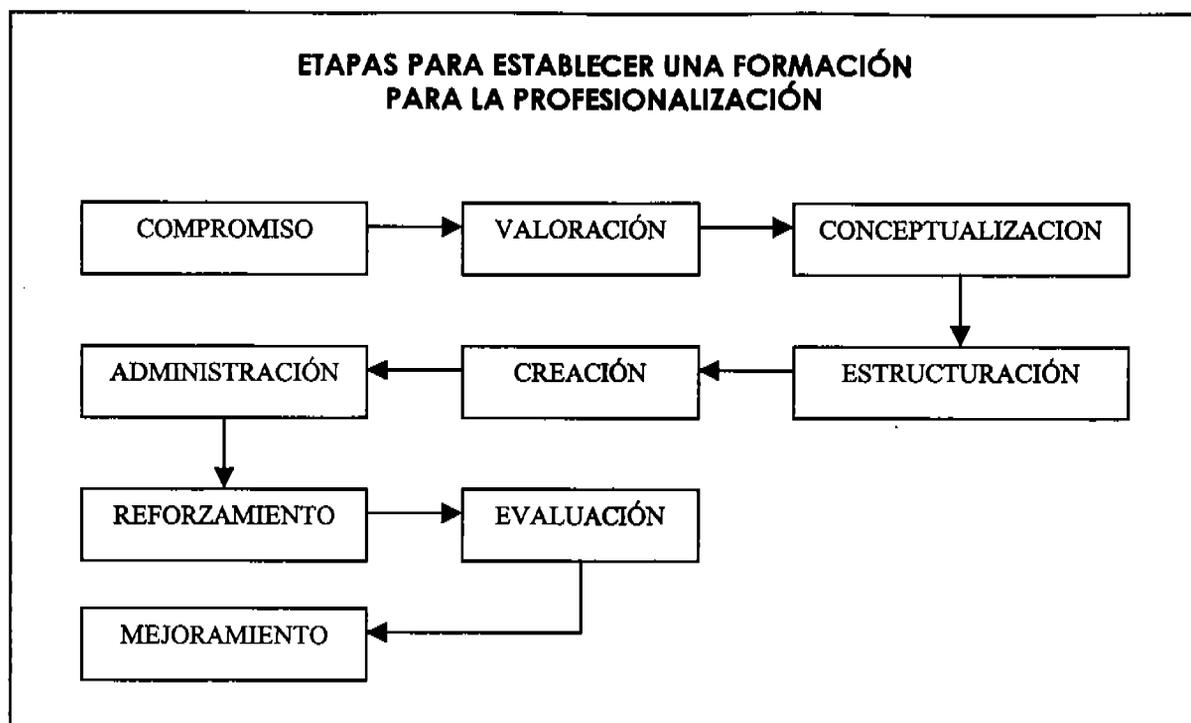 ETAPAS PARA ESTABLECER UNA FORMACIÓN
PARA LA PROFESIONALIZACIÓN
COMPROMISO
VALORACIÓN
CONCEPTUALIZACION
ESTRUCTURACIÓN
CREACIÓN
ADMINISTRACIÓN
REFORZAMIENTO
EVALUACIÓN
MEJORAMIENTO